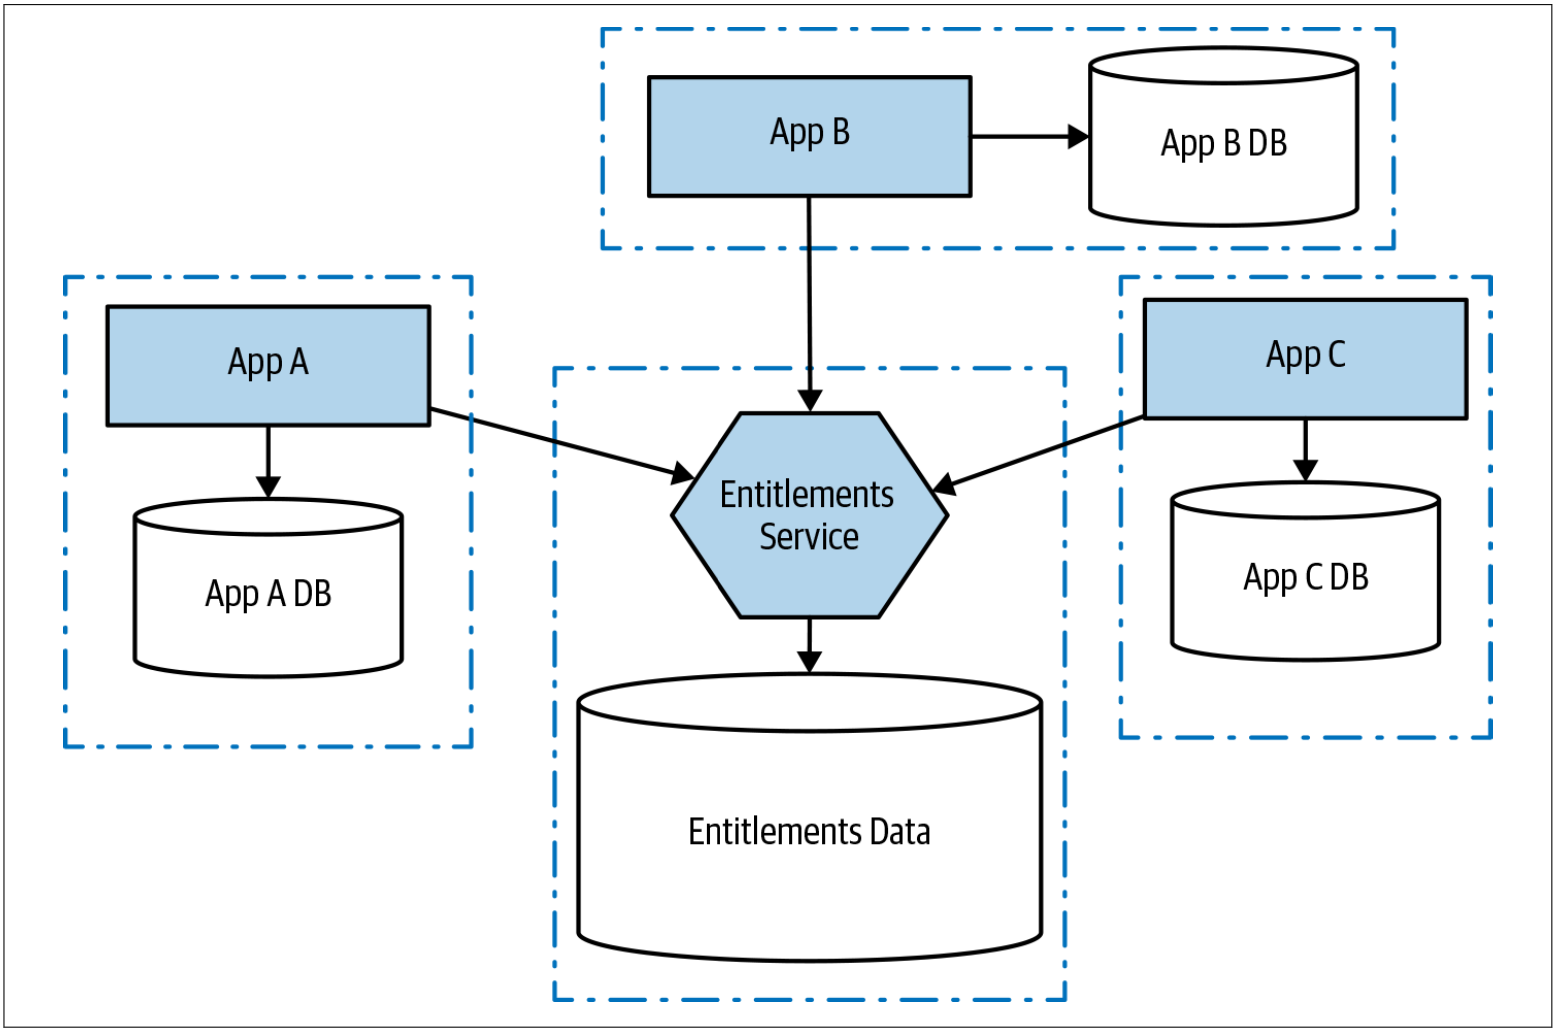 App B
App B DB
App A
App C
Entitlements
Service
App A DB
App C DB
Entitlements Data